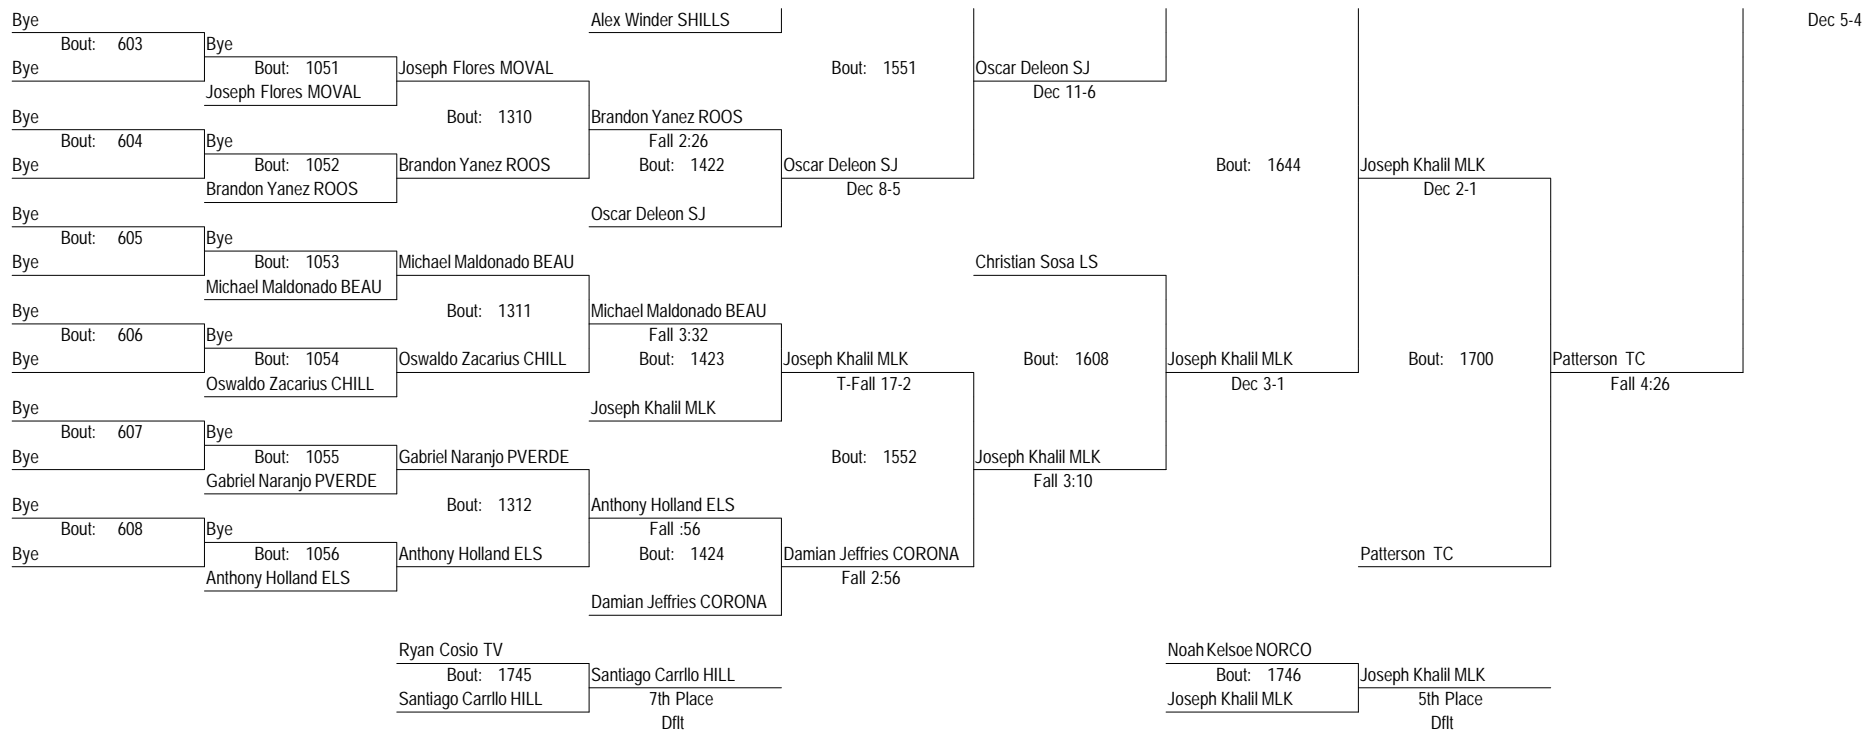 Bye
Alex Winder SHILLS
Dec 5-4
Bout: 603
Bye
Bye
Bout: 1051
Joseph Flores MOVAL
Bout: 1551
Oscar Deleon SJ
Joseph Flores MOVAL
Dec 11-6
Bye
Bout: 1310
Brandon Yanez ROOS
Bout: 604
Bye
Fall 2:26
Bye
Bout: 1052
Brandon Yanez ROOS
Bout: 1422
Oscar Deleon SJ
Bout: 1644
Joseph Khalil MLK
Brandon Yanez ROOS
Dec 8-5
Dec 2-1
Bye
Oscar Deleon SJ
Bout: 605
Bye
Bye
Bout: 1053
Michael Maldonado BEAU
Christian Sosa LS
Michael Maldonado BEAU
Bye
Bout: 1311
Michael Maldonado BEAU
Bout: 606
Bye
Fall 3:32
Bye
Bout: 1054
Oswaldo Zacarius CHILL
Bout: 1423
Joseph Khalil MLK
Bout: 1608
Joseph Khalil MLK
Bout: 1700
Patterson TC
Oswaldo Zacarius CHILL
T-Fall 17-2
Dec 3-1
Fall 4:26
Bye
Joseph Khalil MLK
Bout: 607
Bye
Bye
Bout: 1055
Gabriel Naranjo PVERDE
Bout: 1552
Joseph Khalil MLK
Gabriel Naranjo PVERDE
Fall 3:10
Bye
Bout: 1312
Anthony Holland ELS
Bout: 608
Bye
Fall :56
Bye
Bout: 1056
Anthony Holland ELS
Bout: 1424
Damian Jeffries CORONA
Patterson TC
Anthony Holland ELS
Fall 2:56
Damian Jeffries CORONA
Ryan Cosio TV
Noah Kelsoe NORCO
Bout: 1745
Santiago Carrllo HILL
Bout: 1746
Joseph Khalil MLK
Santiago Carrllo HILL
7th Place
Joseph Khalil MLK
5th Place
Dflt
Dflt